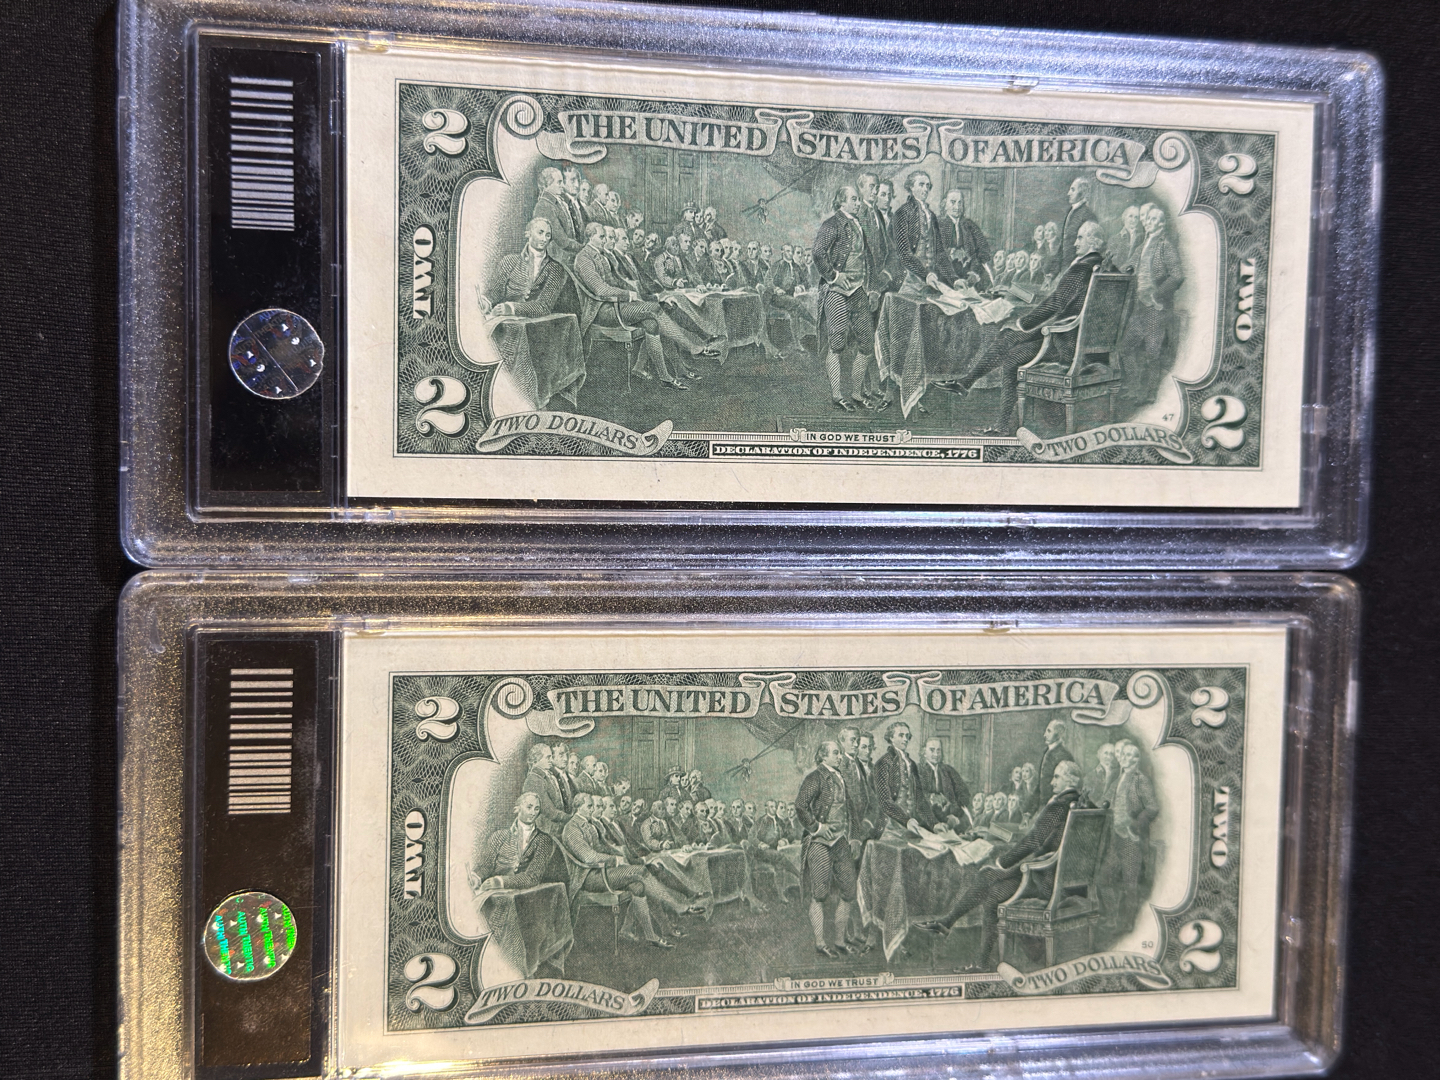 2 THE UNITED STATES OF AMERICA 2
TWO TWO
47
2 TWO DOLLARS IN GOD WE TRUST TWO DOLLARS 2
DECLARATION OF INDEPENDENCE, 1776
2 THE UNITED STATES OF AMERICA 2
TWO TWO
50
2 TWO DOLLARS IN GOD WE TRUST TWO DOLLARS 2
DECLARATION OF INDEPENDENCE, 1776